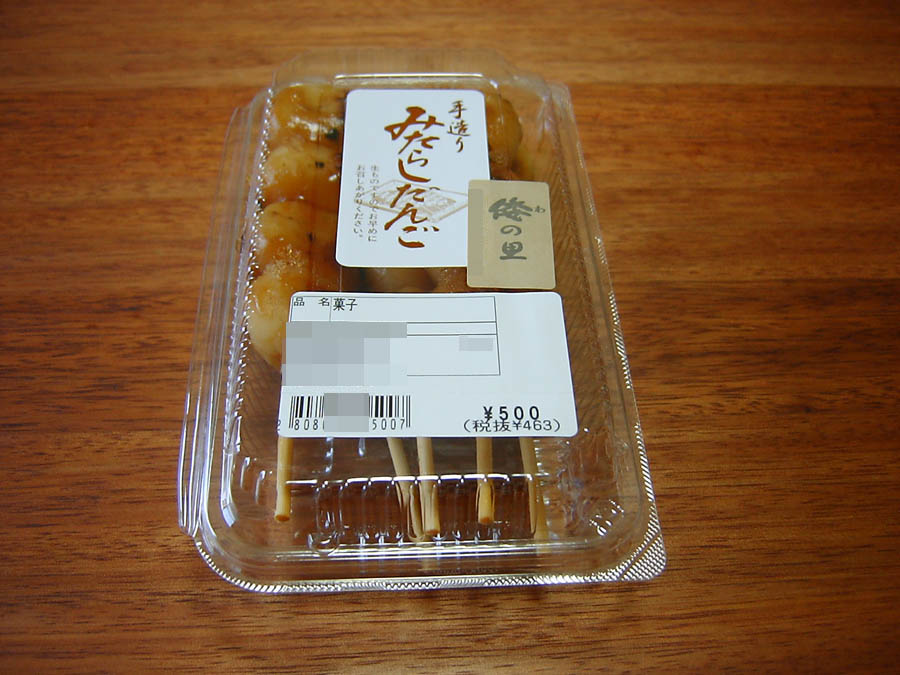 手造り
みたらしだんご
生ものですのでお早めに
お召しあがりください。
倭の里
わ
品 名 菓子
¥500
(税抜¥463)
808
5007